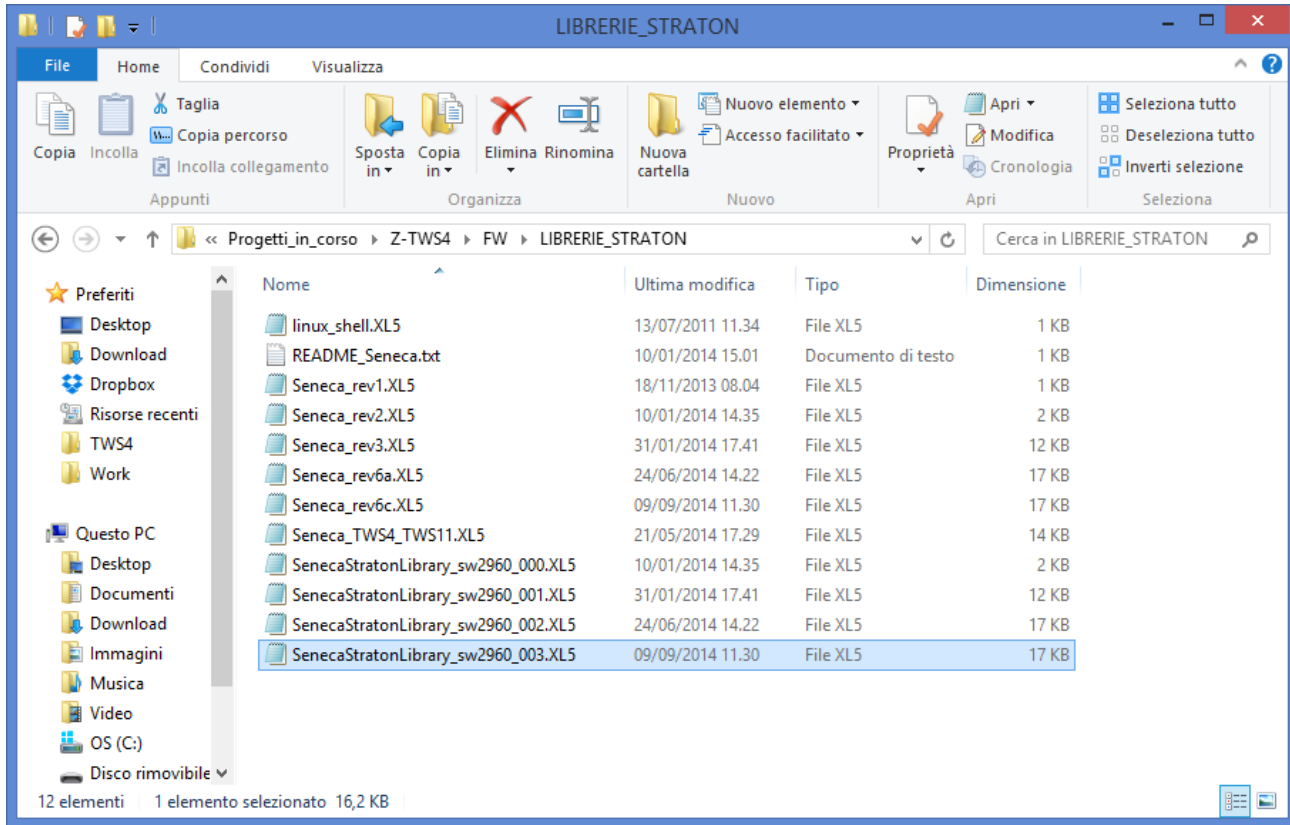 LIBRERIE_STRATON
File Home Condividi Visualizza
Copia
Incolla
Taglia
Copia percorso
Incolla collegamento
Appunti
Sposta in
Copia in
Elimina
Rinomina
Organizza
Nuova cartella
Nuovo elemento
Accesso facilitato
Nuovo
Proprietà
Apri
Modifica
Cronologia
Apri
Seleziona tutto
Deseleziona tutto
Inverti selezione
Seleziona
« Progetti_in_corso Z-TWS4 FW LIBRERIE_STRATON
Cerca in LIBRERIE_STRATON
Preferiti
Desktop
Download
Dropbox
Risorse recenti
TWS4
Work
Questo PC
Desktop
Documenti
Download
Immagini
Musica
Video
OS (C:)
Disco rimovibile
Nome Ultima modifica Tipo Dimensione
linux_shell.XL5 13/07/2011 11.34 File XL5 1 KB
README_Seneca.txt 10/01/2014 15.01 Documento di testo 1 KB
Seneca_rev1.XL5 18/11/2013 08.04 File XL5 1 KB
Seneca_rev2.XL5 10/01/2014 14.35 File XL5 2 KB
Seneca_rev3.XL5 31/01/2014 17.41 File XL5 12 KB
Seneca_rev6a.XL5 24/06/2014 14.22 File XL5 17 KB
Seneca_rev6c.XL5 09/09/2014 11.30 File XL5 17 KB
Seneca_TWS4_TWS11.XL5 21/05/2014 17.29 File XL5 14 KB
SenecaStratonLibrary_sw2960_000.XL5 10/01/2014 14.35 File XL5 2 KB
SenecaStratonLibrary_sw2960_001.XL5 31/01/2014 17.41 File XL5 12 KB
SenecaStratonLibrary_sw2960_002.XL5 24/06/2014 14.22 File XL5 17 KB
SenecaStratonLibrary_sw2960_003.XL5 09/09/2014 11.30 File XL5 17 KB
12 elementi 1 elemento selezionato 16,2 KB